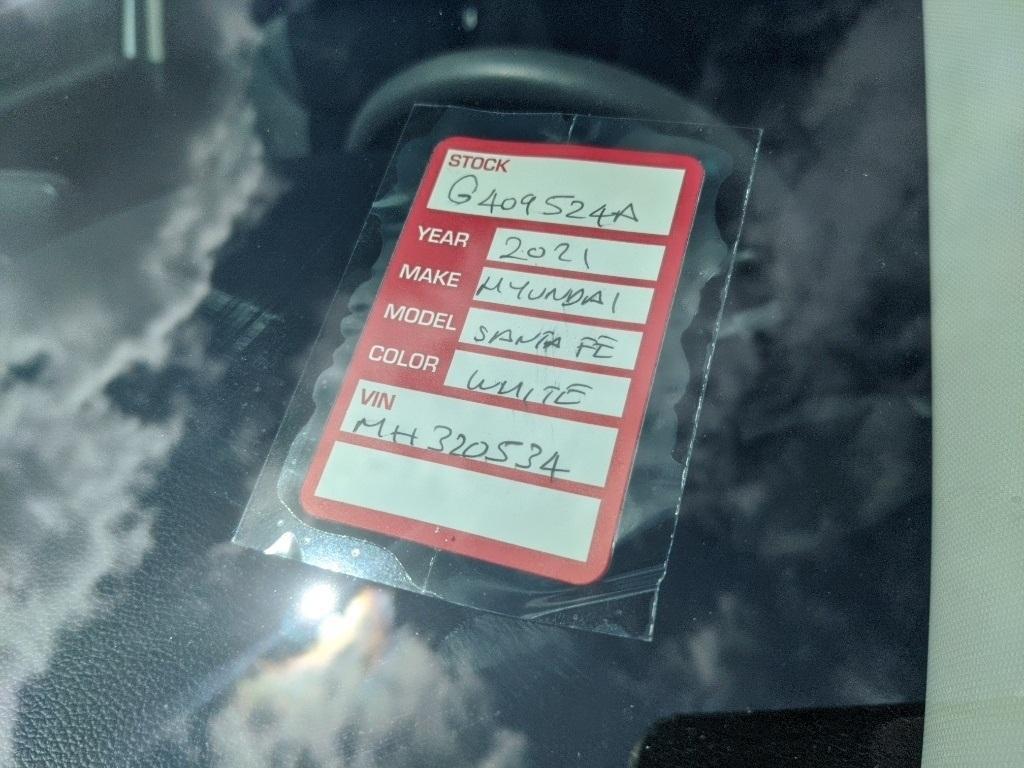 STOCK
G409524A
YEAR 2021
MAKE HYUNDAI
MODEL SANTA FE
COLOR WHITE
VIN
MH320534